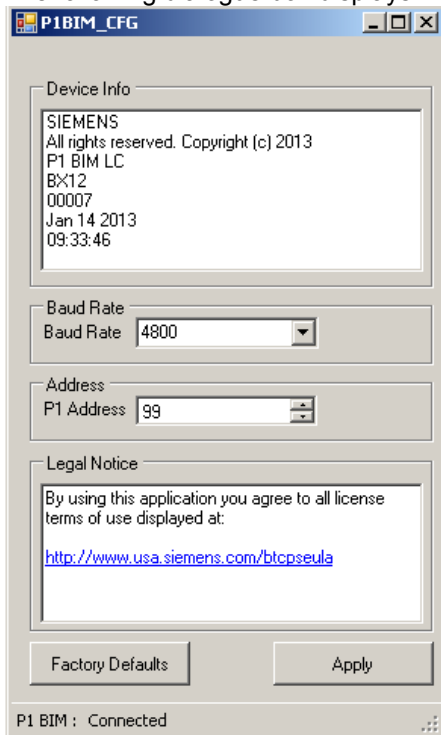 P1BIM_CFG
Device Info
SIEMENS
All rights reserved. Copyright (c) 2013
P1 BIM LC
BX12
00007
Jan 14 2013
09:33:46
Baud Rate
Baud Rate 4800
Address
P1 Address 99
Legal Notice
By using this application you agree to all license
terms of use displayed at:
http://www.usa.siemens.com/btcpseula
Factory Defaults Apply
P1 BIM : Connected